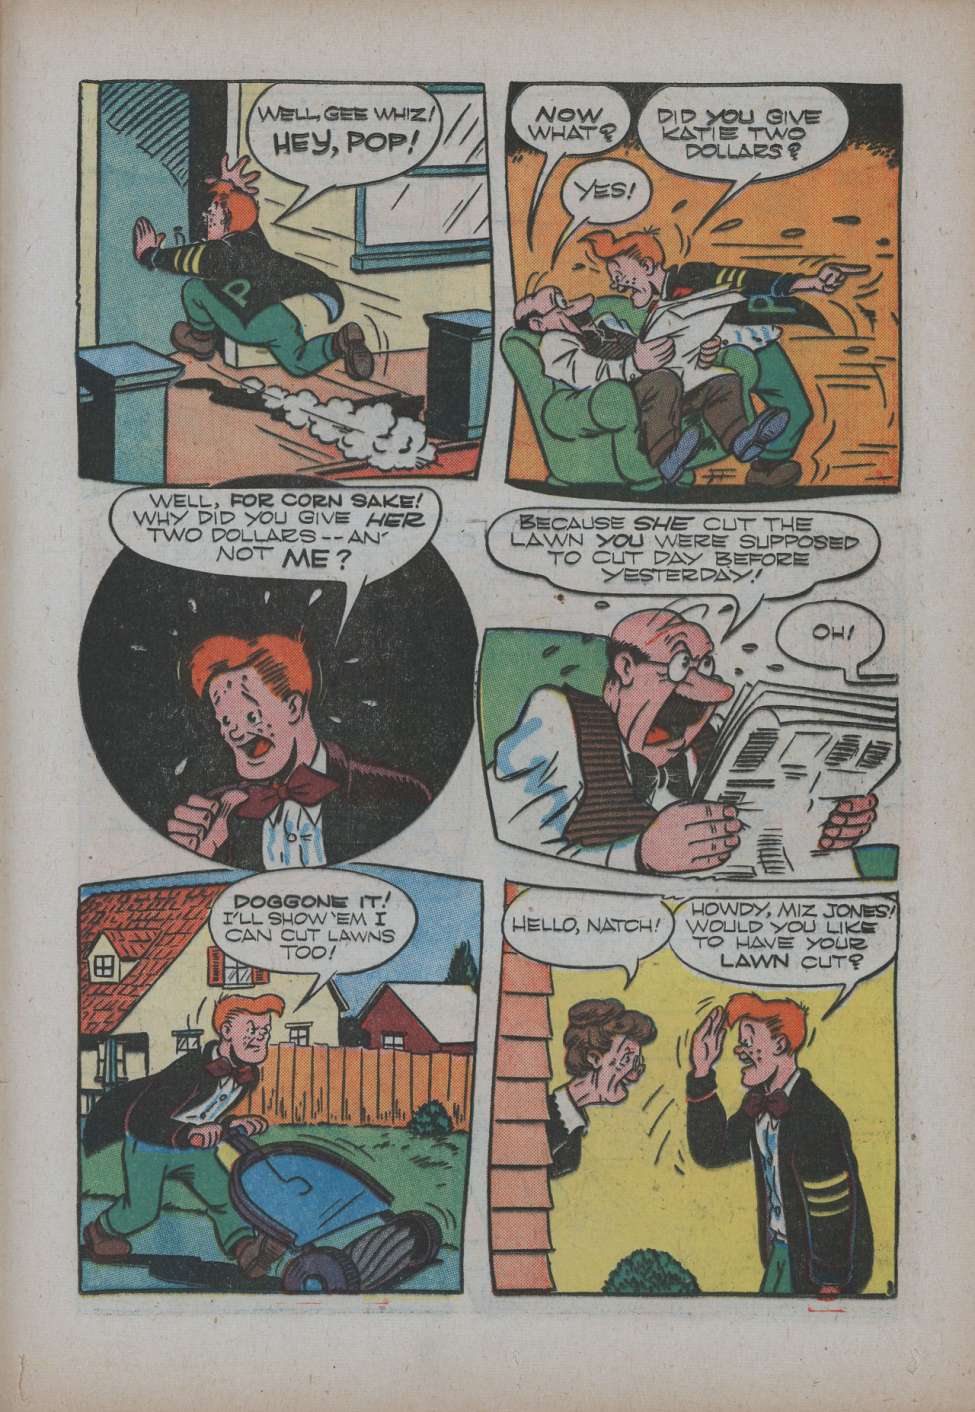 WELL, GEE WHIZ!
HEY, POP!
NOW
WHAT?
DID YOU GIVE
KATIE TWO
DOLLARS?
YES!
P
P
WELL, FOR CORN SAKE!
WHY DID YOU GIVE HER
TWO DOLLARS -- AN'
NOT ME?
BECAUSE SHE CUT THE
LAWN YOU WERE SUPPOSED
TO CUT DAY BEFORE
YESTERDAY!
OH!
DOGGONE IT!
I'LL SHOW 'EM I
CAN CUT LAWNS
TOO!
HELLO, NATCH!
HOWDY, MIZ JONES!
WOULD YOU LIKE
TO HAVE YOUR
LAWN CUT?